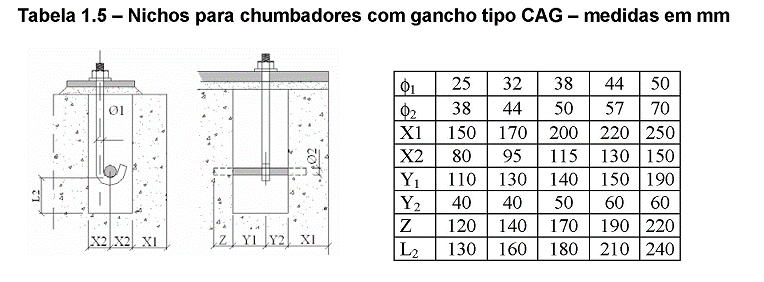 Tabela 1.5 – Nichos para chumbadores com gancho tipo CAG – medidas em mm
Ø1
L2
X2 X2 X1
Ø2
Z Y1 Y2 X1
ϕ₁ 25 32 38 44 50
ϕ₂ 38 44 50 57 70
X1 150 170 200 220 250
X2 80 95 115 130 150
Y₁ 110 130 140 150 190
Y₂ 40 40 50 60 60
Z 120 140 170 190 220
L₂ 130 160 180 210 240